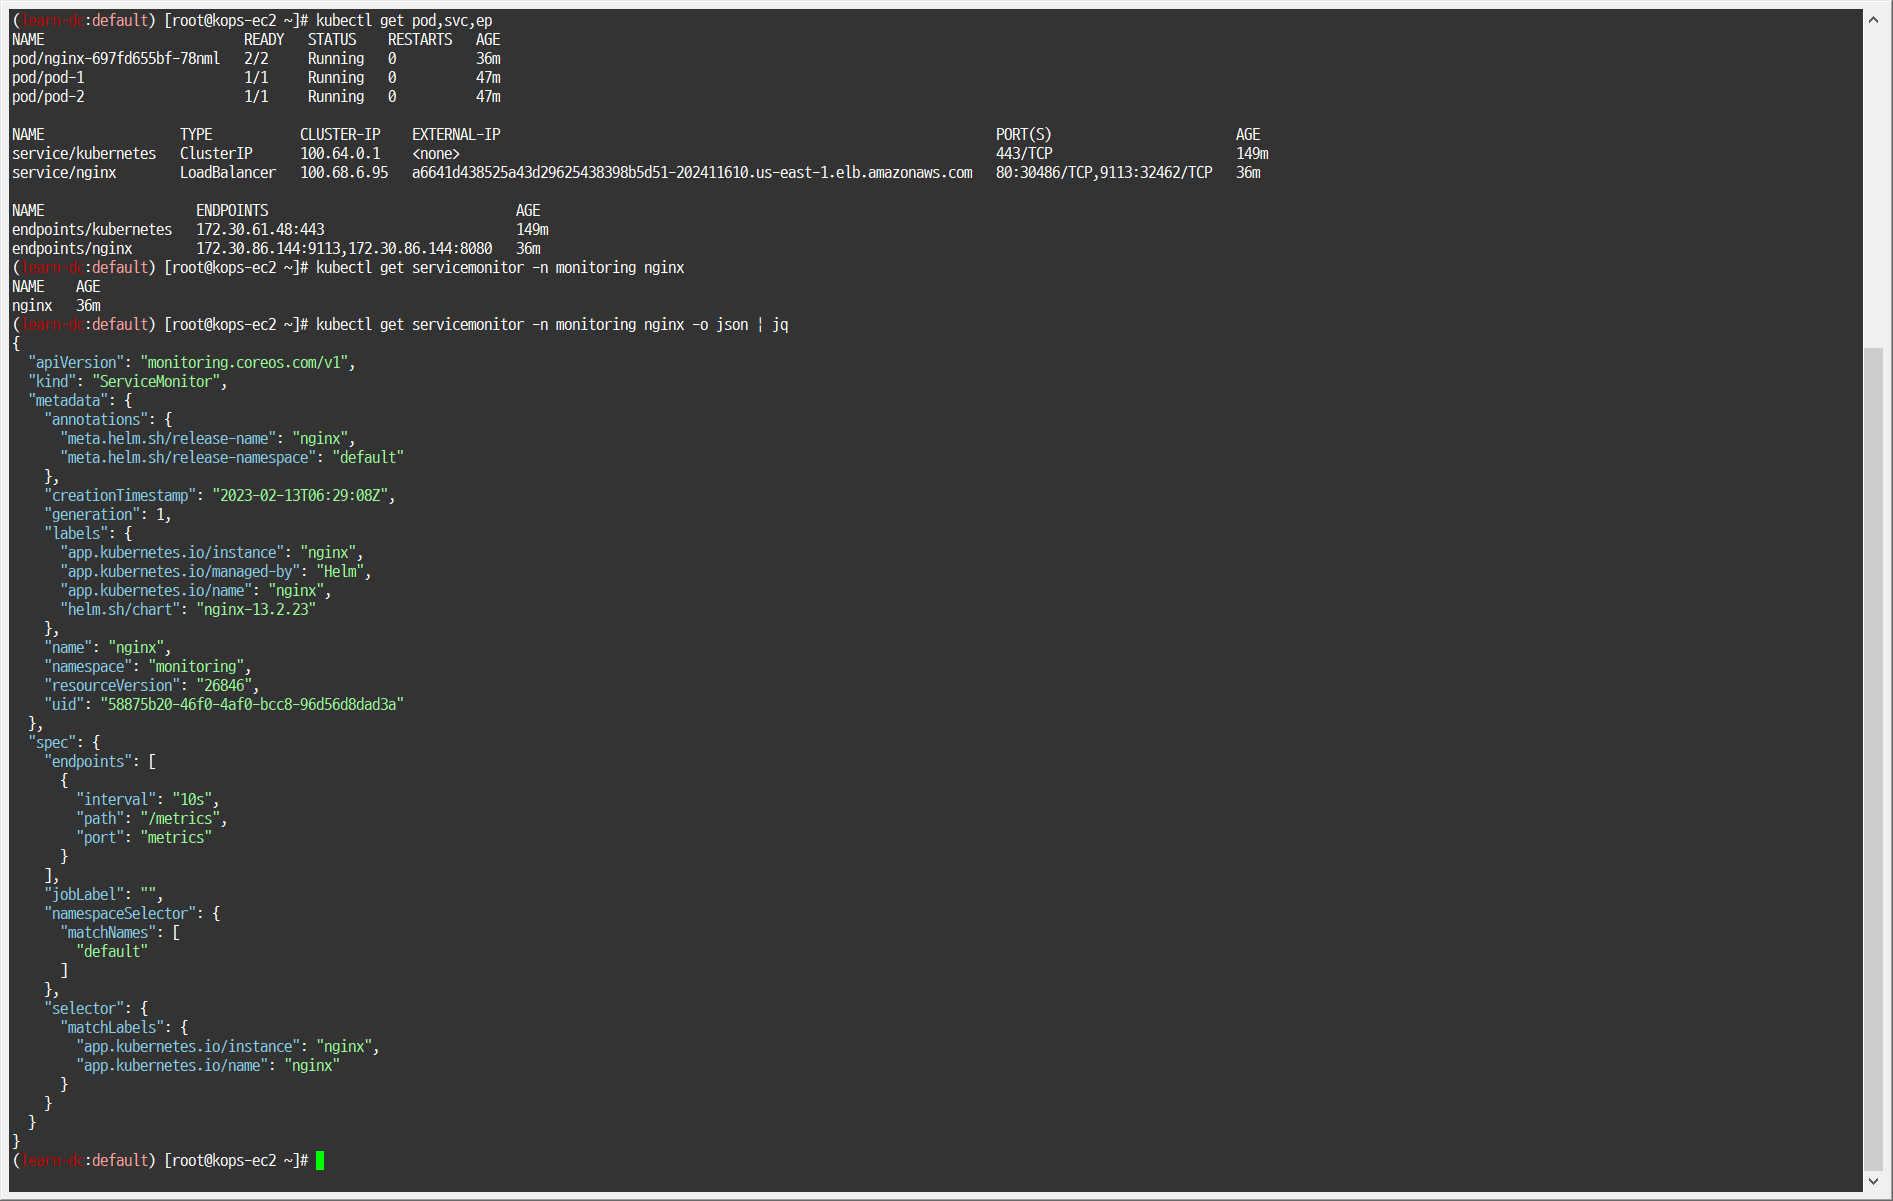 (learn-dc:default) [root@kops-ec2 ~]# kubectl get pod,svc,ep
NAME READY STATUS RESTARTS AGE
pod/nginx-697fd655bf-78nml 2/2 Running 0 36m
pod/pod-1 1/1 Running 0 47m
pod/pod-2 1/1 Running 0 47m
NAME TYPE CLUSTER-IP EXTERNAL-IP PORT(S) AGE
service/kubernetes ClusterIP 100.64.0.1 <none> 443/TCP 149m
service/nginx LoadBalancer 100.68.6.95 a6641d438525a43d29625438398b5d51-202411610.us-east-1.elb.amazonaws.com 80:30486/TCP,9113:32462/TCP 36m
NAME ENDPOINTS AGE
endpoints/kubernetes 172.30.61.48:443 149m
endpoints/nginx 172.30.86.144:9113,172.30.86.144:8080 36m
(learn-dc:default) [root@kops-ec2 ~]# kubectl get servicemonitor -n monitoring nginx
NAME AGE
nginx 36m
(learn-dc:default) [root@kops-ec2 ~]# kubectl get servicemonitor -n monitoring nginx -o json | jq
{
  "apiVersion": "monitoring.coreos.com/v1",
  "kind": "ServiceMonitor",
  "metadata": {
    "annotations": {
      "meta.helm.sh/release-name": "nginx",
      "meta.helm.sh/release-namespace": "default"
    },
    "creationTimestamp": "2023-02-13T06:29:08Z",
    "generation": 1,
    "labels": {
      "app.kubernetes.io/instance": "nginx",
      "app.kubernetes.io/managed-by": "Helm",
      "app.kubernetes.io/name": "nginx",
      "helm.sh/chart": "nginx-13.2.23"
    },
    "name": "nginx",
    "namespace": "monitoring",
    "resourceVersion": "26846",
    "uid": "58875b20-46f0-4af0-bcc8-96d56d8dad3a"
  },
  "spec": {
    "endpoints": [
      {
        "interval": "10s",
        "path": "/metrics",
        "port": "metrics"
      }
    ],
    "jobLabel": "",
    "namespaceSelector": {
      "matchNames": [
        "default"
      ]
    },
    "selector": {
      "matchLabels": {
        "app.kubernetes.io/instance": "nginx",
        "app.kubernetes.io/name": "nginx"
      }
    }
  }
}
(learn-dc:default) [root@kops-ec2 ~]#